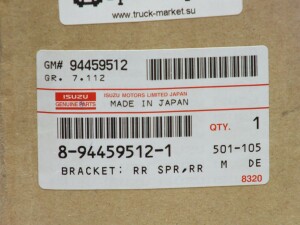 www.truck-market.su
GM# 94459512
GR. 7.112
ISUZU
GENUINE PARTS
ISUZU MOTORS LIMITED JAPAN
MADE IN JAPAN
QTY. 1
8-94459512-1
501-105
BRACKET: RR SPR,RR M DE
8320